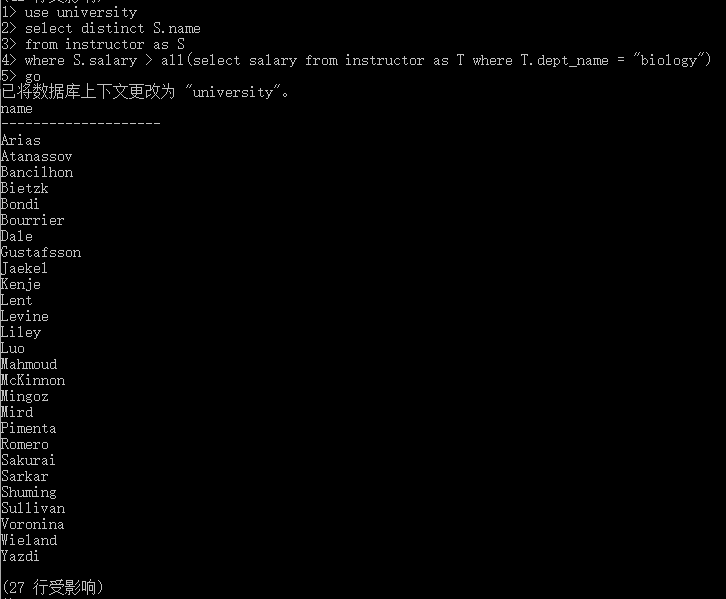 1> use university
2> select distinct S.name
3> from instructor as S
4> where S.salary > all(select salary from instructor as T where T.dept_name = "biology")
5> go
已将数据库上下文更改为 "university"。
name
--------------------
Arias
Atanassov
Bancilhon
Bietzk
Bondi
Bourrier
Dale
Gustafsson
Jaekel
Kenje
Lent
Levine
Liley
Luo
Mahmoud
McKinnon
Mingoz
Mird
Pimenta
Romero
Sakurai
Sarkar
Shuming
Sullivan
Voronina
Wieland
Yazdi
(27 行受影响)